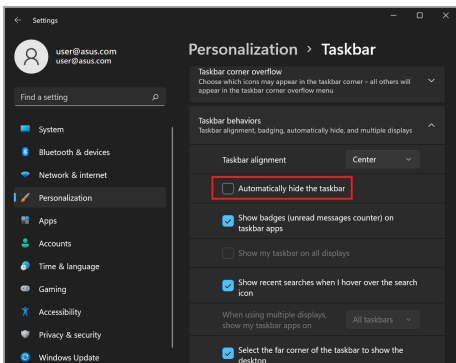 Settings
user@asus.com
user@asus.com
Find a setting
System
Bluetooth & devices
Network & internet
Personalization
Apps
Accounts
Time & language
Gaming
Accessibility
Privacy & security
Windows Update
Personalization > Taskbar
Taskbar corner overflow
Choose which icons may appear in the taskbar corner – all others will
appear in the taskbar corner overflow menu
Taskbar behaviors
Taskbar alignment, badging, automatically hide, and multiple displays
Taskbar alignment
Center
Automatically hide the taskbar
Show badges (unread messages counter) on
taskbar apps
Show my taskbar on all displays
Show recent searches when I hover over the search
icon
When using multiple displays,
show my taskbar apps on
All taskbars
Select the far corner of the taskbar to show the
desktop